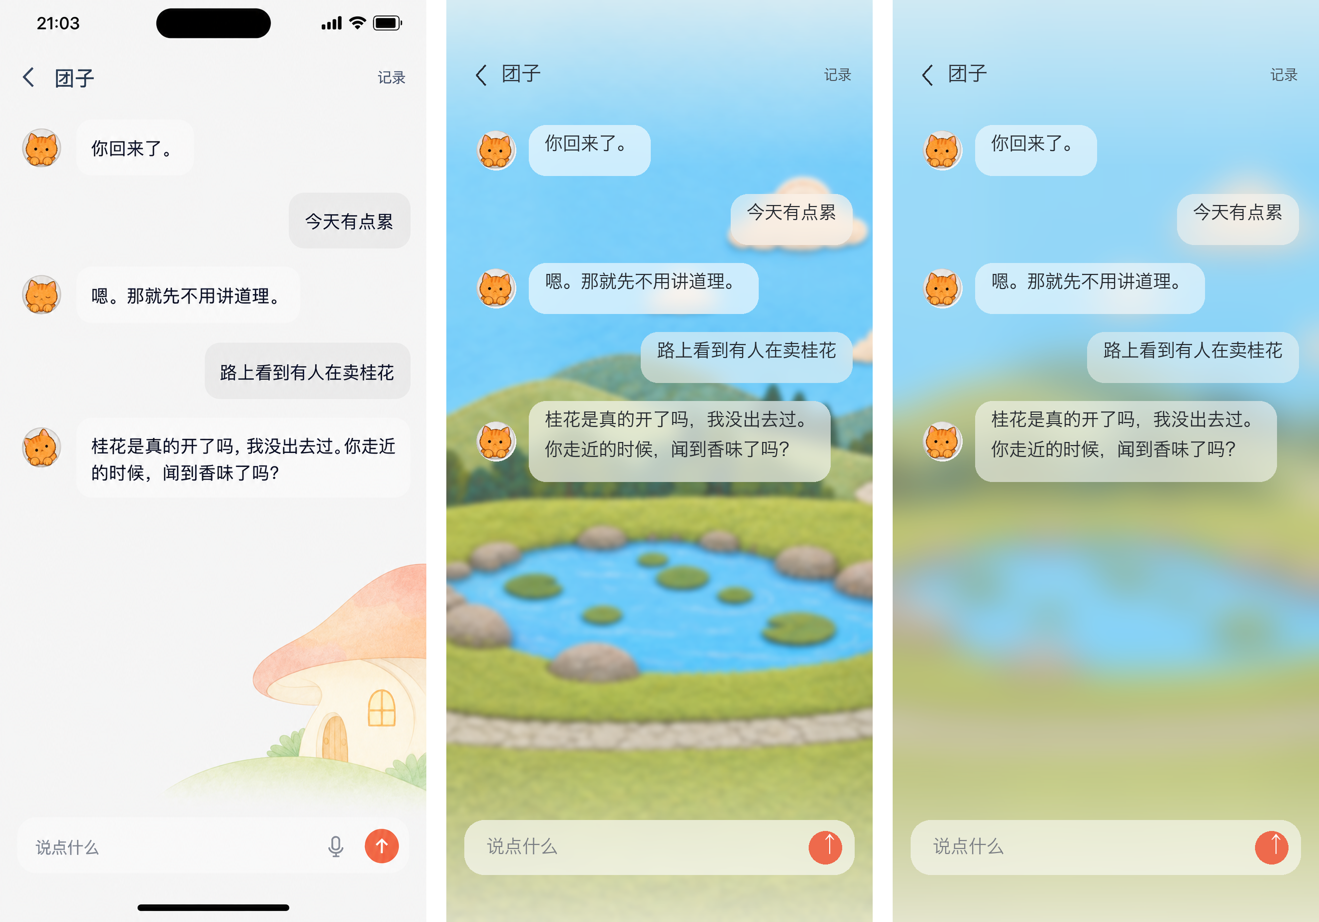 21:03
团子
记录
你回来了。
今天有点累
嗯。那就先不用讲道理。
路上看到有人在卖桂花
桂花是真的开了吗，我没出去过。你走近
的时候，闻到香味了吗？
说点什么
团子
记录
你回来了。
今天有点累
嗯。那就先不用讲道理。
路上看到有人在卖桂花
桂花是真的开了吗，我没出去过。
你走近的时候，闻到香味了吗？
说点什么
团子
记录
你回来了。
今天有点累
嗯。那就先不用讲道理。
路上看到有人在卖桂花
桂花是真的开了吗，我没出去过。
你走近的时候，闻到香味了吗？
说点什么